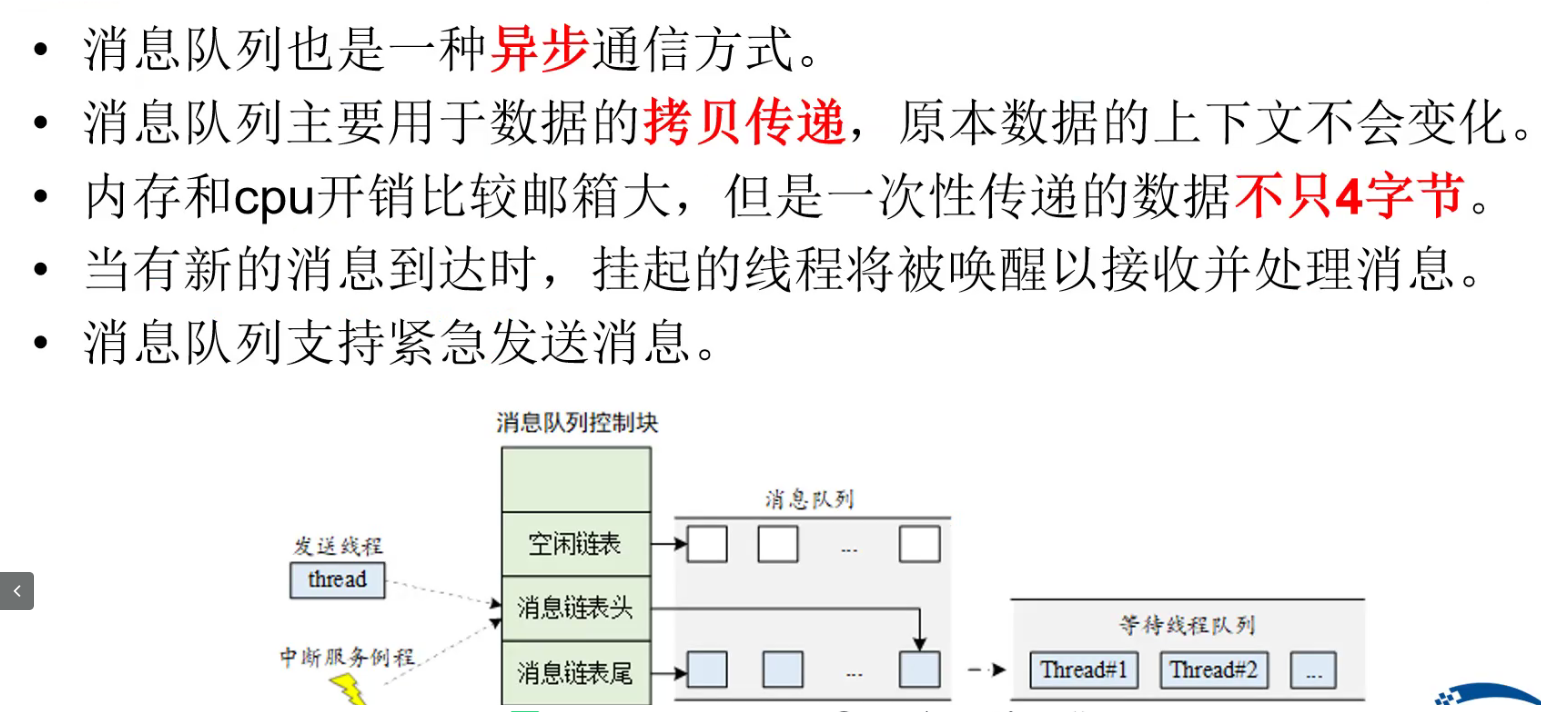 • 消息队列也是一种异步通信方式。
• 消息队列主要用于数据的拷贝传递，原本数据的上下文不会变化。
• 内存和cpu开销比较邮箱大，但是一次性传递的数据不只4字节。
• 当有新的消息到达时，挂起的线程将被唤醒以接收并处理消息。
• 消息队列支持紧急发送消息。
消息队列控制块
消息队列
发送线程
thread
空闲链表
...
消息链表头
中断服务例程
消息链表尾
...
等待线程队列
Thread#1 Thread#2 ...